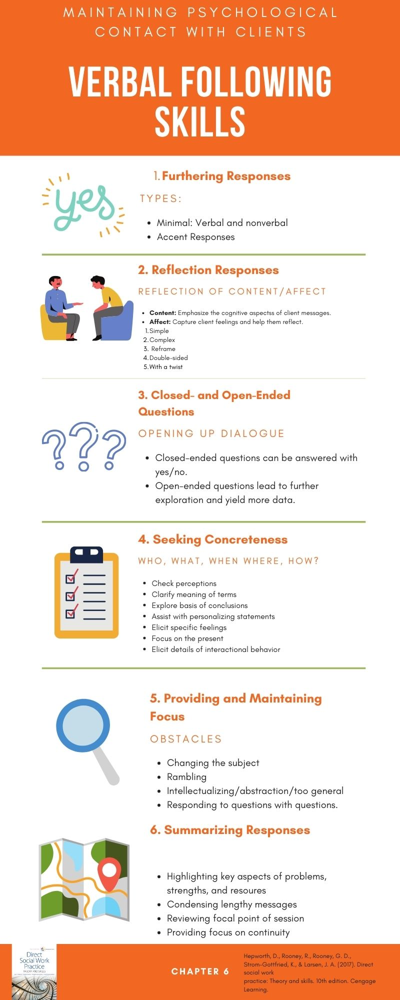 MAINTAINING PSYCHOLOGICAL
CONTACT WITH CLIENTS
VERBAL FOLLOWING
SKILLS
yes
1. Furthering Responses
TYPES:
• Minimal: Verbal and nonverbal
• Accent Responses
2. Reflection Responses
REFLECTION OF CONTENT/AFFECT
• Content: Emphasize the cognitive aspectss of client messages.
• Affect: Capture client feelings and help them reflect.
1. Simple
2. Complex
3. Reframe
4. Double-sided
5. With a twist
3. Closed- and Open-Ended
Questions
OPENING UP DIALOGUE
• Closed-ended questions can be answered with
yes/no.
• Open-ended questions lead to further
exploration and yield more data.
???
4. Seeking Concreteness
WHO, WHAT, WHEN WHERE, HOW?
• Check perceptions
• Clarify meaning of terms
• Explore basis of conclusions
• Assist with personalizing statements
• Elicit specific feelings
• Focus on the present
• Elicit details of interactional behavior
5. Providing and Maintaining
Focus
OBSTACLES
• Changing the subject
• Rambling
• Intellectualizing/abstraction/too general
• Responding to questions with questions.
6. Summarizing Responses
• Highlighting key aspects of problems,
strengths, and resoures
• Condensing lengthy messages
• Reviewing focal point of session
• Providing focus on continuity
Direct
Social Work
Practice
THEORY AND SKILLS
CHAPTER 6
Hepworth, D., Rooney, R., Rooney, G. D.,
Strom-Gottfried, K., & Larsen, J. A. (2017). Direct
social work
practice: Theory and skills. 10th edition. Cengage
Learning.